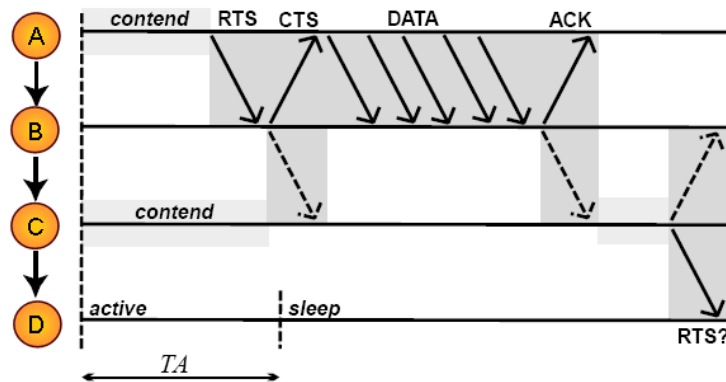 A
contend RTS CTS DATA ACK
B
C
contend
D
active sleep
RTS?
TA